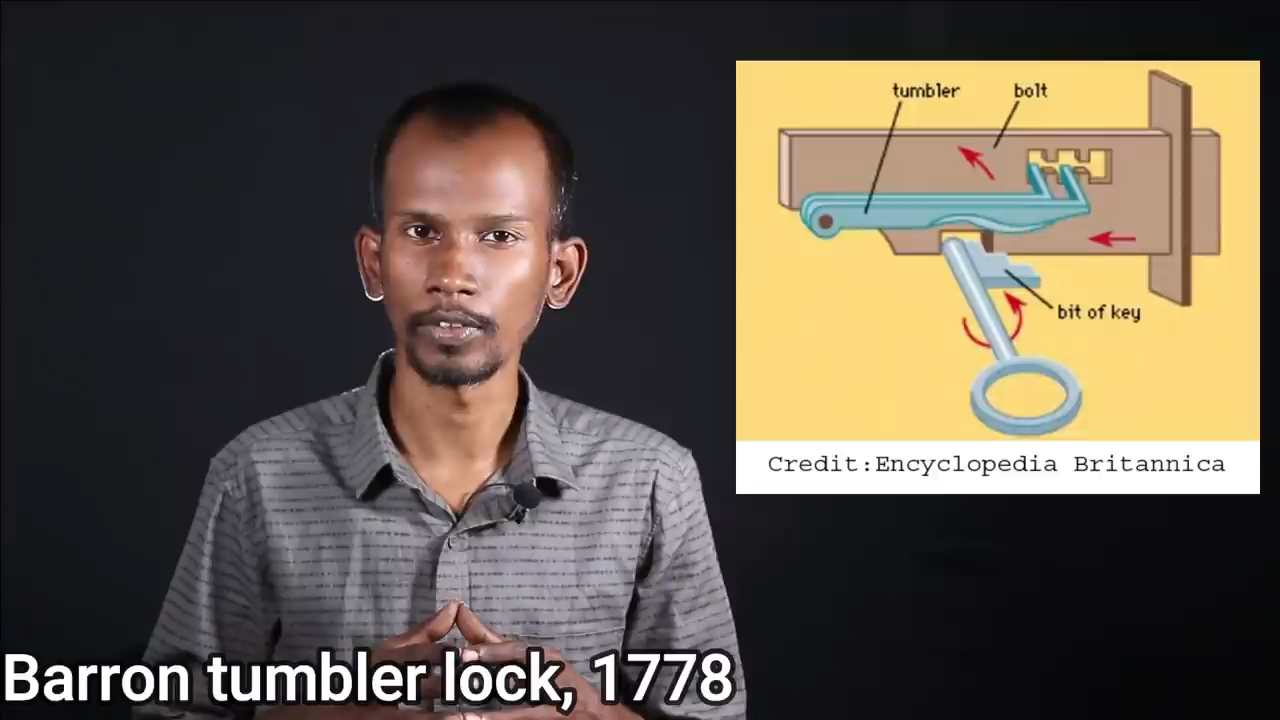 tumbler
bolt
bit of key
Credit:Encyclopedia Britannica
Barron tumbler lock, 1778